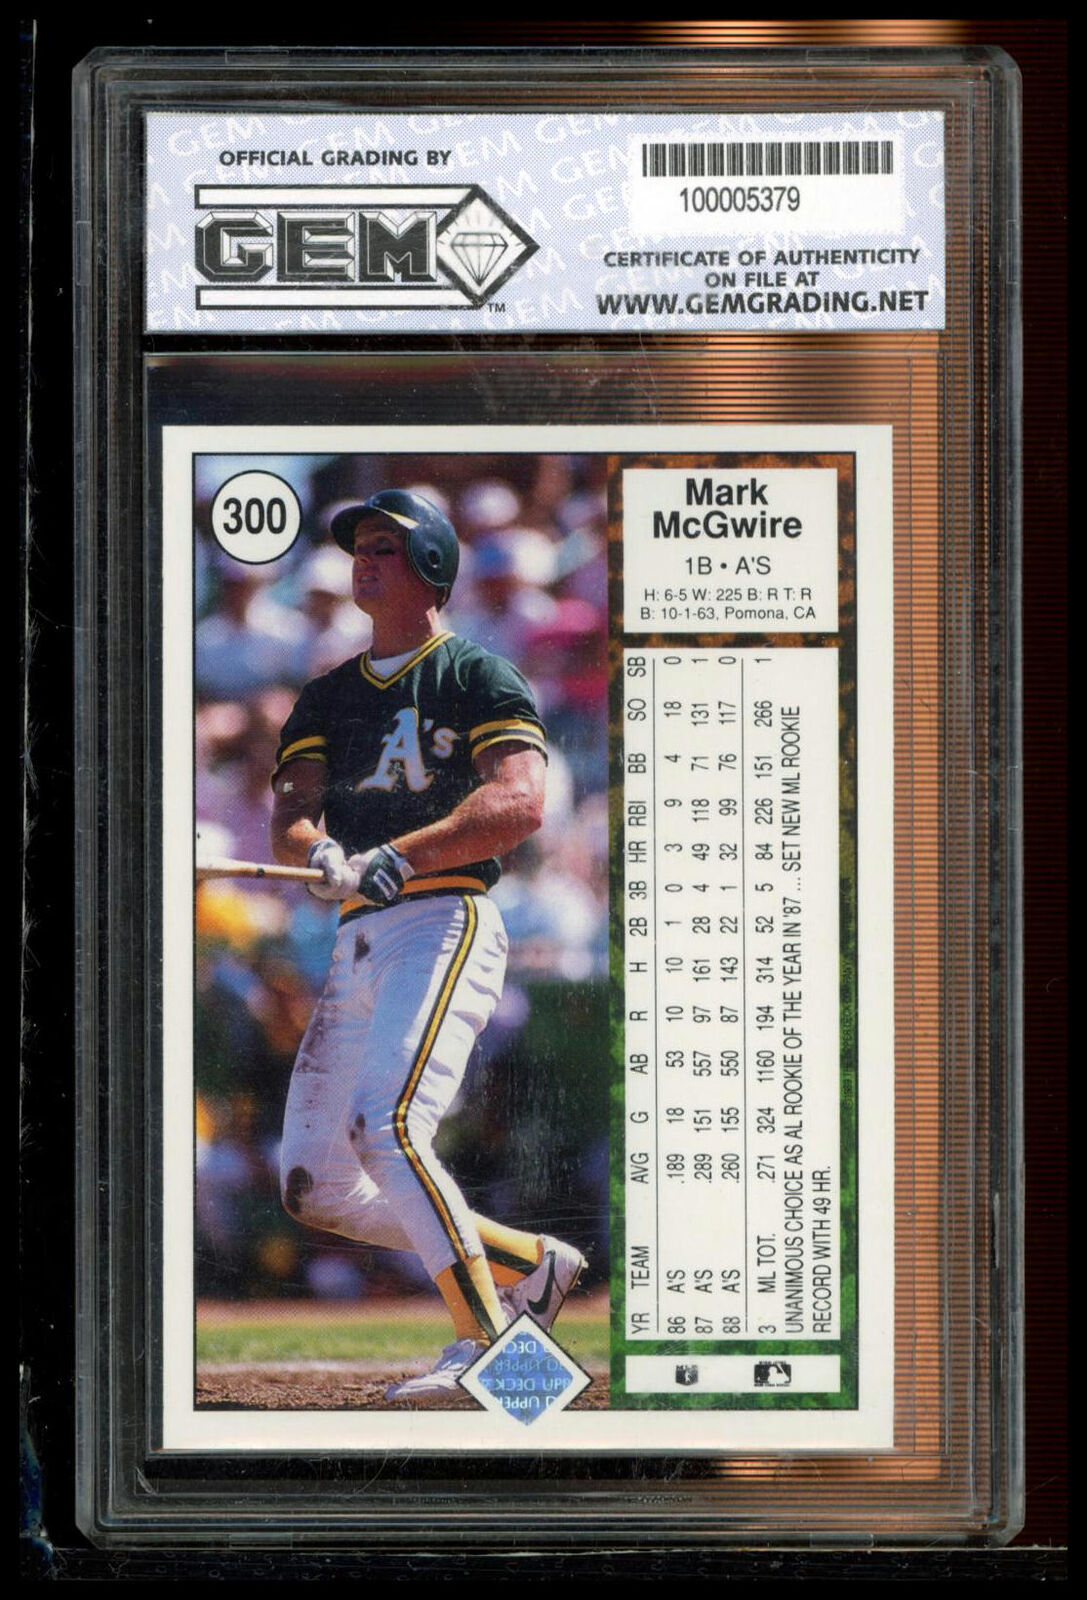 OFFICIAL GRADING BY
GEM
TM
100005379
CERTIFICATE OF AUTHENTICITY
ON FILE AT
WWW.GEMGRADING.NET
300
Mark
McGwire
1B • A'S
H: 6-5 W: 225 B: R T: R
B: 10-1-63, Pomona, CA
A's
YR TEAM AVG G AB R H 2B 3B HR RBI BB SO SB
86 A'S .189 18 53 10 10 1 0 3 9 4 18 0
87 A'S .289 151 557 97 161 28 4 49 118 71 131 1
88 A'S .260 155 550 87 143 22 1 32 99 76 117 0
3 ML TOT. .271 324 1160 194 314 52 5 84 226 151 266 1
UNANIMOUS CHOICE AS AL ROOKIE OF THE YEAR IN '87 ... SET NEW ML ROOKIE
RECORD WITH 49 HR.
UPPER DECK